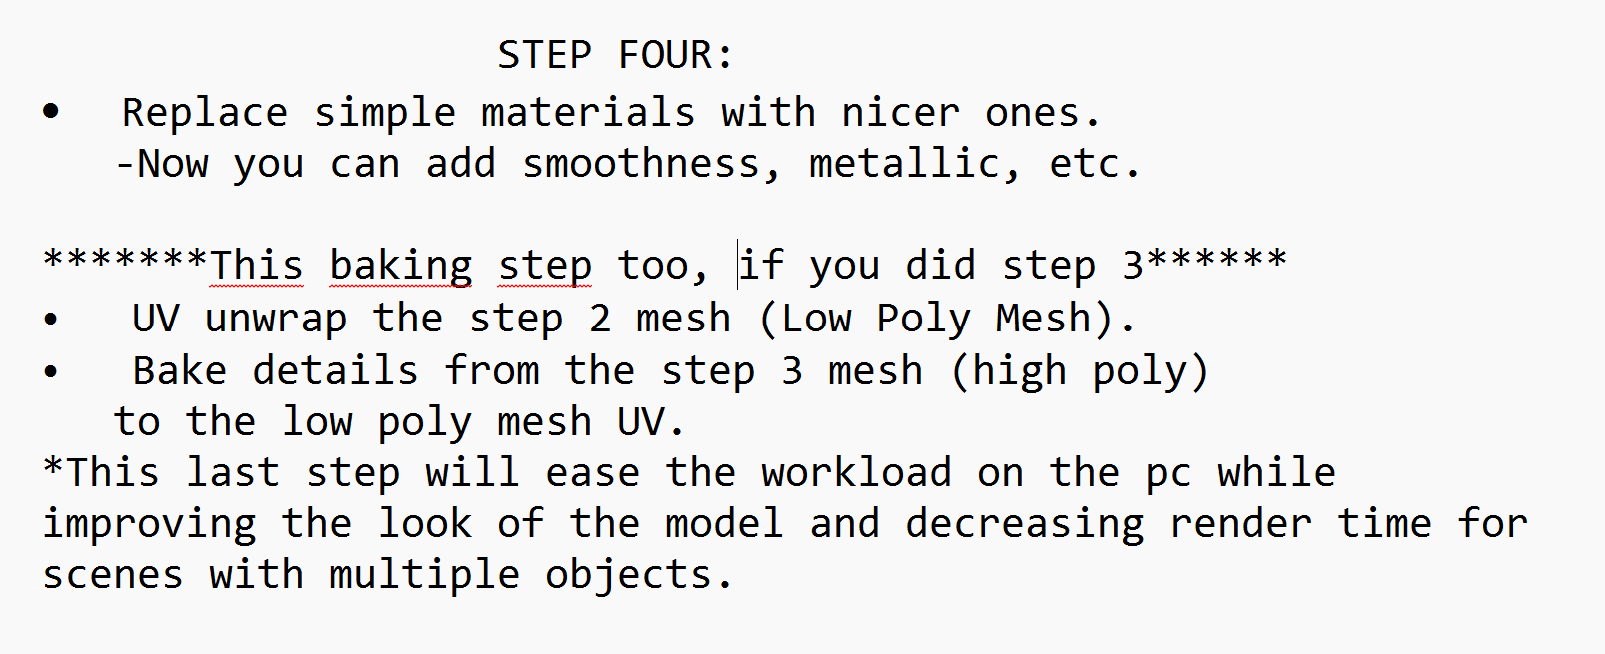 STEP FOUR:
• Replace simple materials with nicer ones.
-Now you can add smoothness, metallic, etc.
*******This baking step too, if you did step 3******
• UV unwrap the step 2 mesh (Low Poly Mesh).
• Bake details from the step 3 mesh (high poly)
to the low poly mesh UV.
*This last step will ease the workload on the pc while
improving the look of the model and decreasing render time for
scenes with multiple objects.